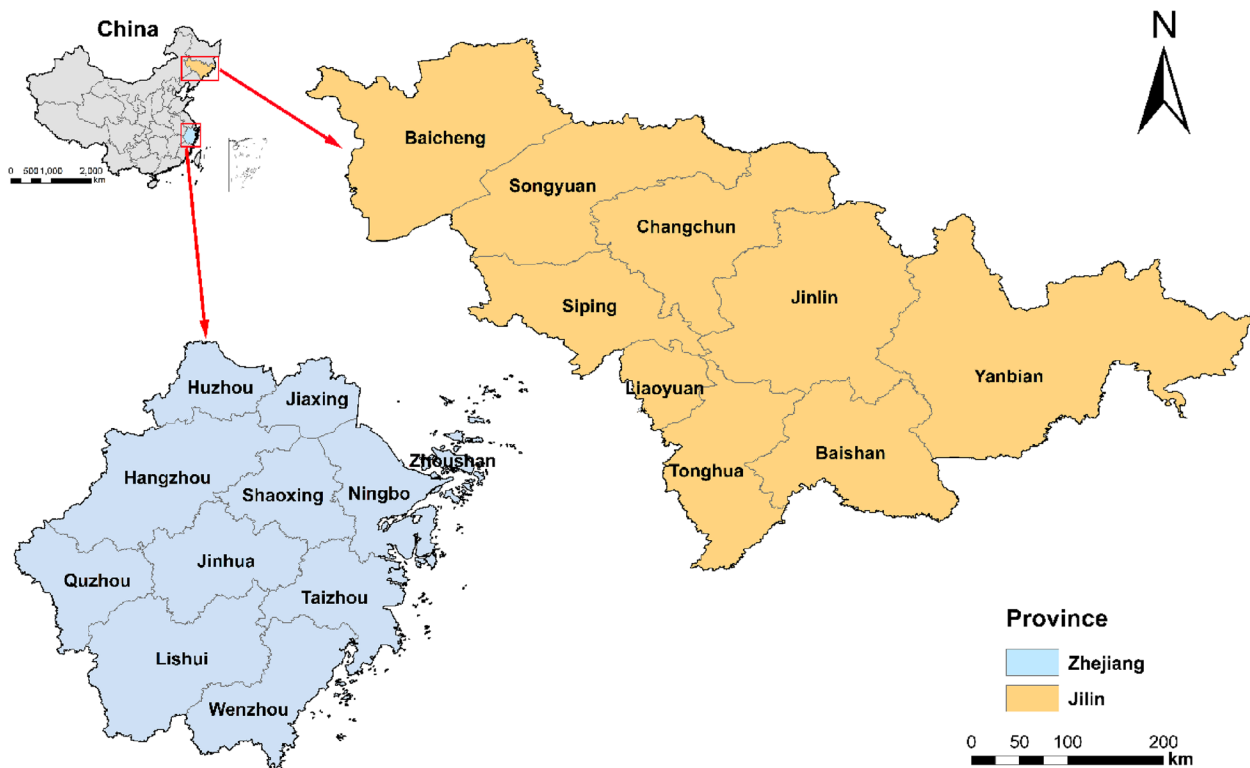 China
0 500 1,000 2,000
km
N
Baicheng
Songyuan
Changchun
Jinlin
Siping
Yanbian
Liaoyuan
Baishan
Tonghua
Huzhou
Jiaxing
Zhoushan
Hangzhou
Shaoxing
Ningbo
Jinhua
Quzhou
Taizhou
Lishui
Wenzhou
Province
Zhejiang
Jilin
0 50 100 200
km